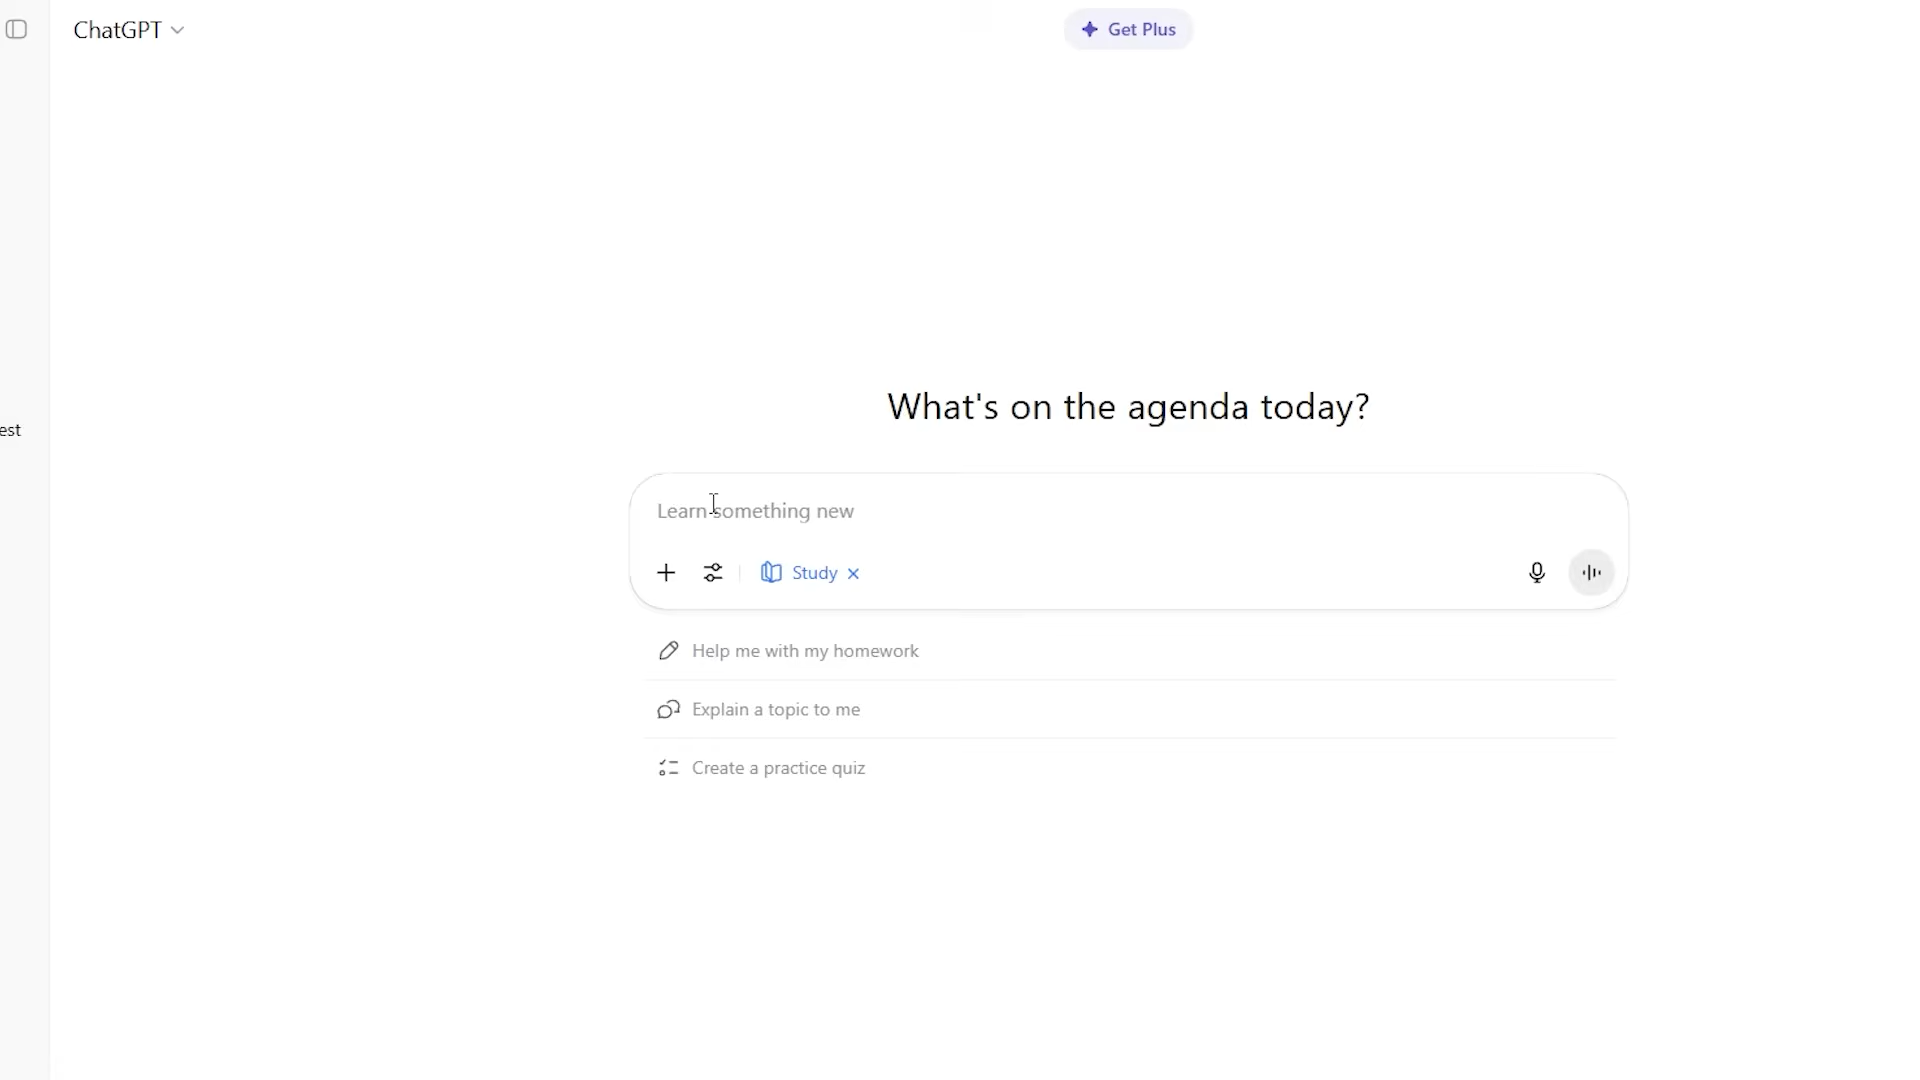 ChatGPT
Get Plus
est
What's on the agenda today?
Learn something new
Study
Help me with my homework
Explain a topic to me
Create a practice quiz